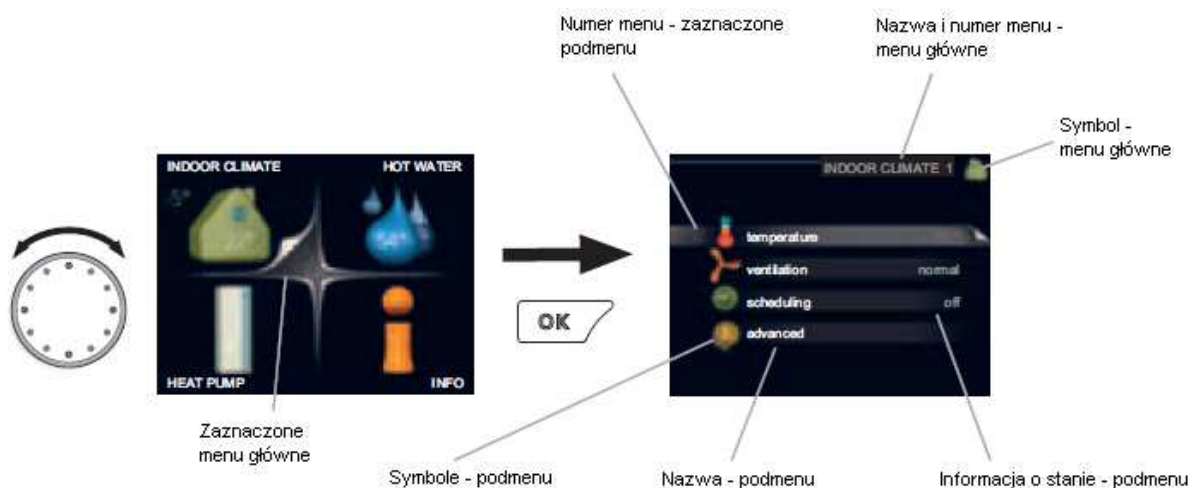 Numer menu - zaznaczone
podmenu
Nazwa i numer menu -
menu główne
Symbol -
menu główne
INDOOR CLIMATE
HOT WATER
HEAT PUMP
INFO
OK
INDOOR CLIMATE 1
temperature
ventilation normal
scheduling off
advanced
Zaznaczone
menu główne
Symbole - podmenu
Nazwa - podmenu
Informacja o stanie - podmenu